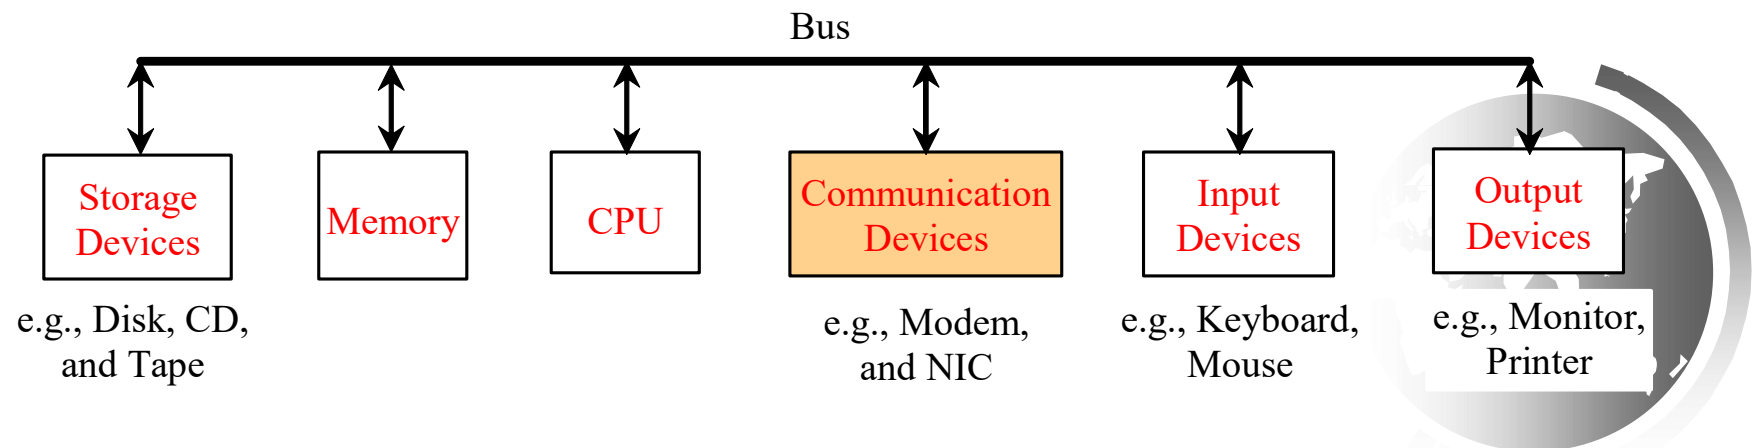 Bus
Storage
Devices
Memory
CPU
Communication
Devices
Input
Devices
Output
Devices
e.g., Disk, CD,
and Tape
e.g., Modem,
and NIC
e.g., Keyboard,
Mouse
e.g., Monitor,
Printer